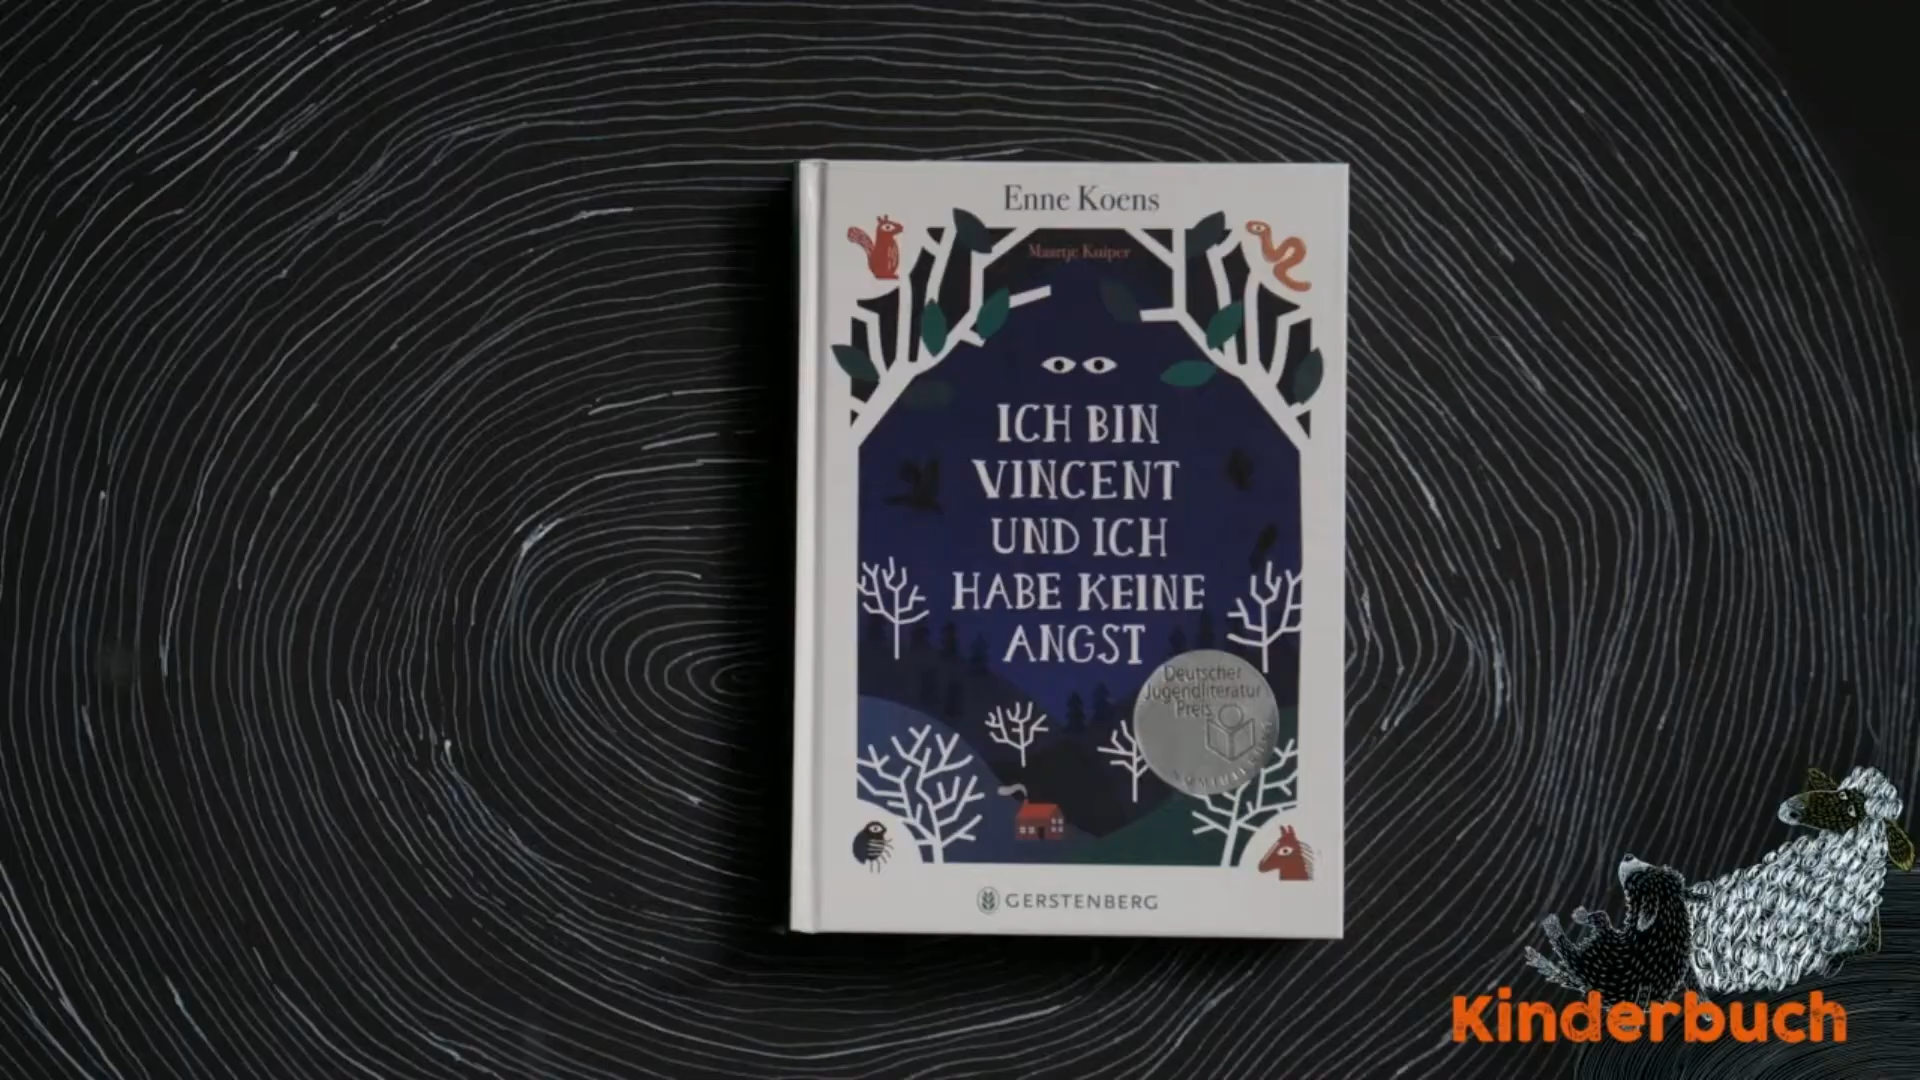 Enne Koens
Maartje Kuiper
ICH BIN
VINCENT
UND ICH
HABE KEINE
ANGST
Deutscher
Jugendliteratur
Preis
GERSTENBERG
Kinderbuch